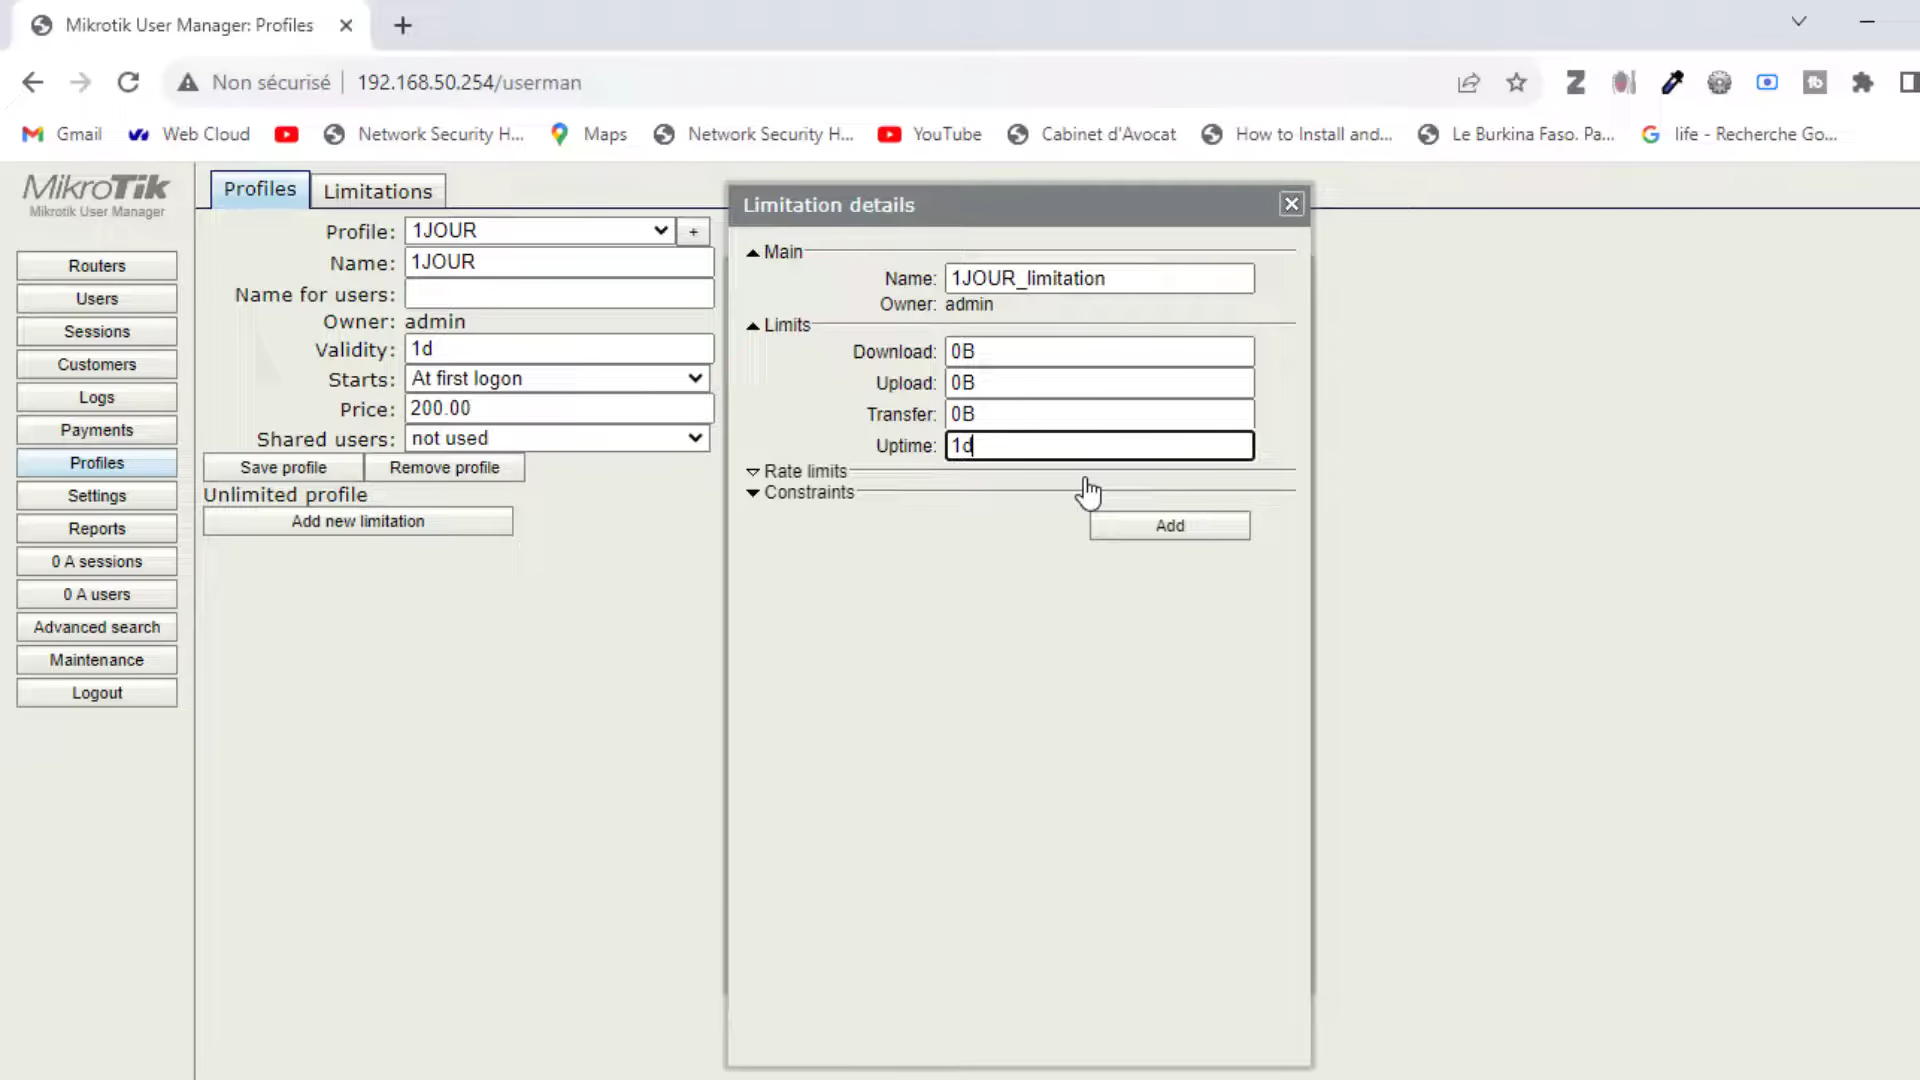 Mikrotik User Manager: Profiles
Non sécurisé 192.168.50.254/userman
Gmail Web Cloud Network Security H... Maps Network Security H... YouTube Cabinet d'Avocat How to Install and... Le Burkina Faso. Pa... life - Recherche Go...
MikroTik
Mikrotik User Manager
Routers
Users
Sessions
Customers
Logs
Payments
Profiles
Settings
Reports
0 A sessions
0 A users
Advanced search
Maintenance
Logout
Profiles Limitations
Profile: 1JOUR +
Name: 1JOUR
Name for users:
Owner: admin
Validity: 1d
Starts: At first logon
Price: 200.00
Shared users: not used
Save profile Remove profile
Unlimited profile
Add new limitation
Limitation details
Main
Name: 1JOUR_limitation
Owner: admin
Limits
Download: 0B
Upload: 0B
Transfer: 0B
Uptime: 1d
Rate limits
Constraints
Add